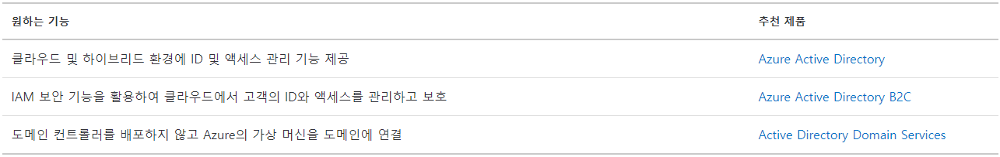 원하는 기능 추천 제품
클라우드 및 하이브리드 환경에 ID 및 액세스 관리 기능 제공 Azure Active Directory
IAM 보안 기능을 활용하여 클라우드에서 고객의 ID와 액세스를 관리하고 보호 Azure Active Directory B2C
도메인 컨트롤러를 배포하지 않고 Azure의 가상 머신을 도메인에 연결 Active Directory Domain Services